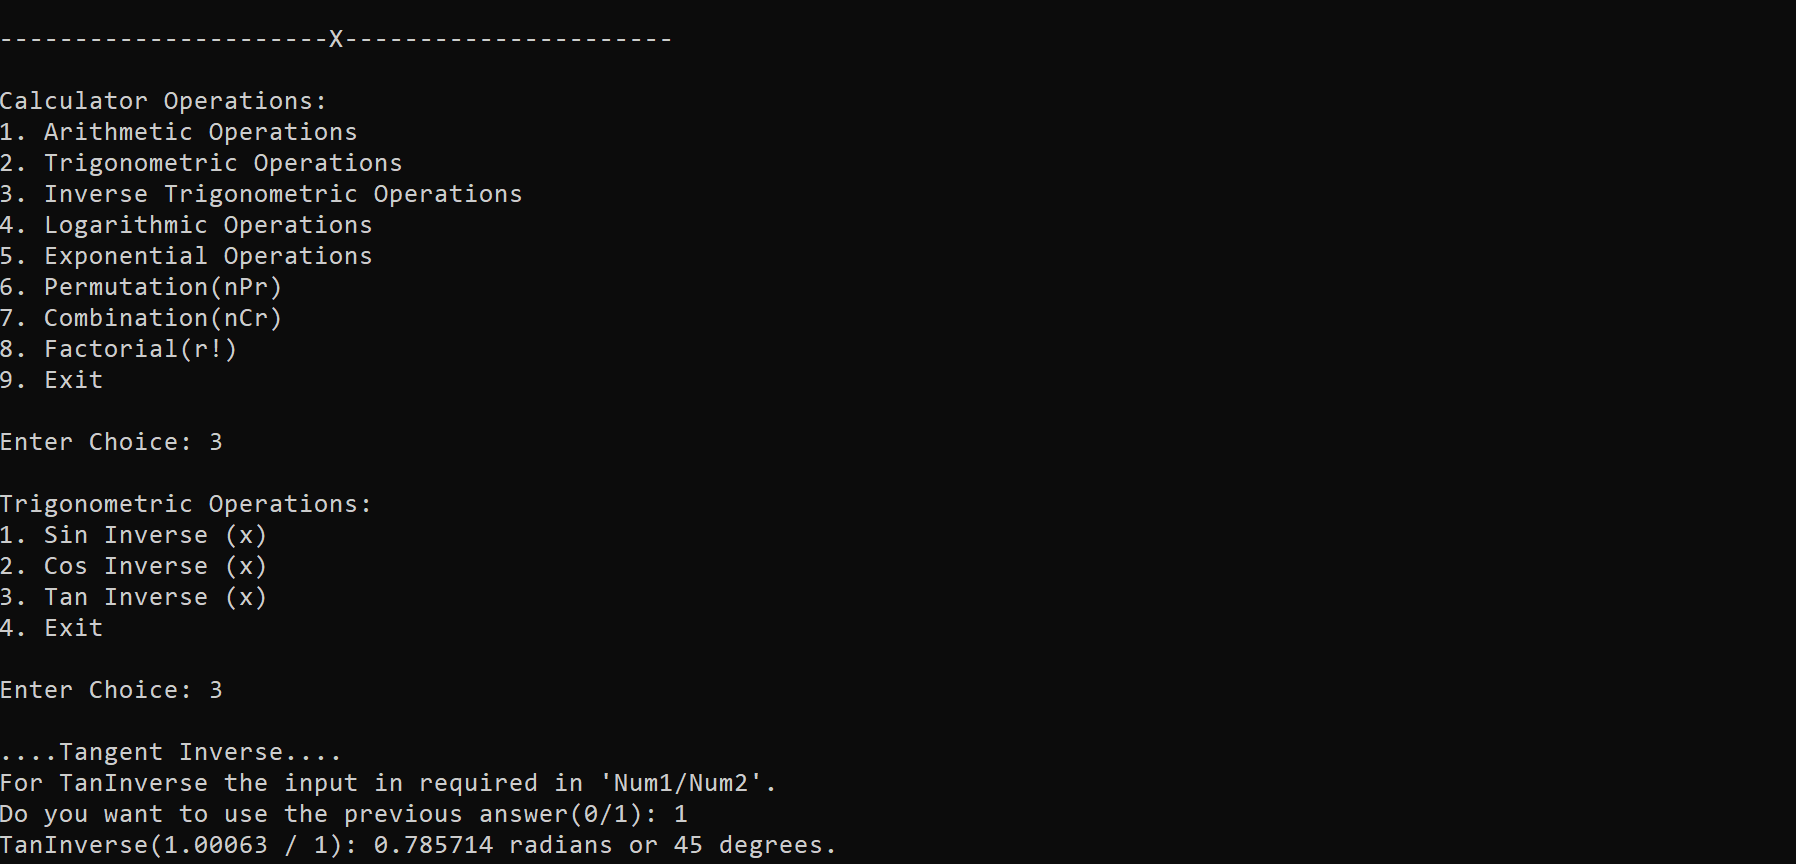 ----------------------X----------------------
Calculator Operations:
1. Arithmetic Operations
2. Trigonometric Operations
3. Inverse Trigonometric Operations
4. Logarithmic Operations
5. Exponential Operations
6. Permutation(nPr)
7. Combination(nCr)
8. Factorial(r!)
9. Exit
Enter Choice: 3
Trigonometric Operations:
1. Sin Inverse (x)
2. Cos Inverse (x)
3. Tan Inverse (x)
4. Exit
Enter Choice: 3
....Tangent Inverse....
For TanInverse the input in required in 'Num1/Num2'.
Do you want to use the previous answer(0/1): 1
TanInverse(1.00063 / 1): 0.785714 radians or 45 degrees.